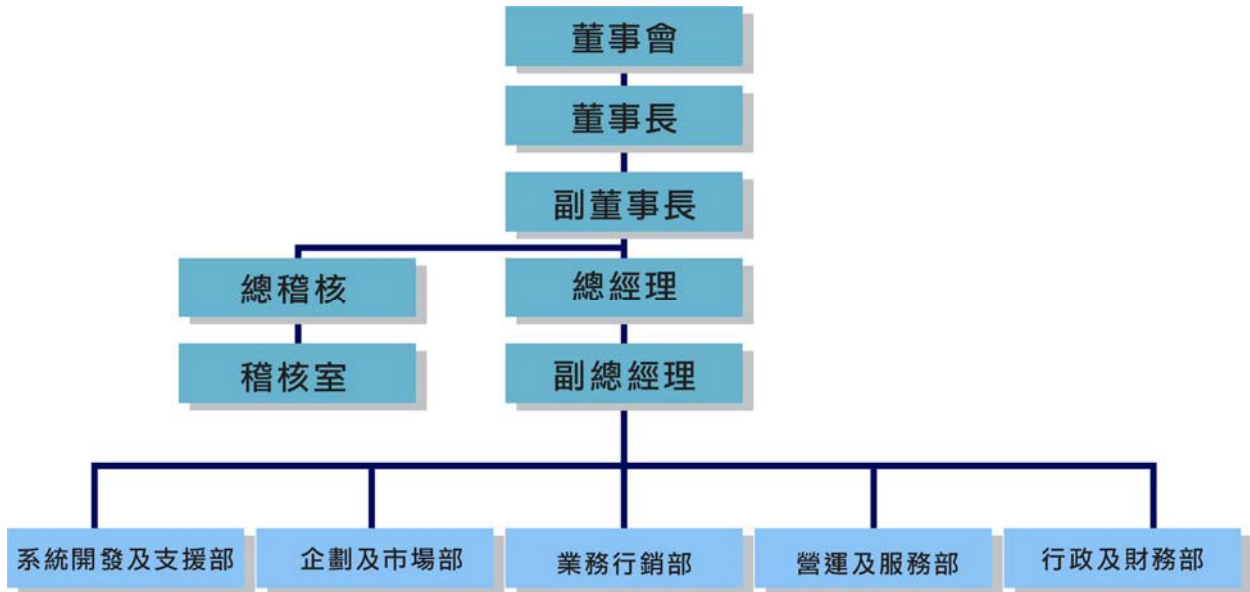 董事會
董事長
副董事長
總稽核
總經理
稽核室
副總經理
系統開發及支援部
企劃及市場部
業務行銷部
營運及服務部
行政及財務部